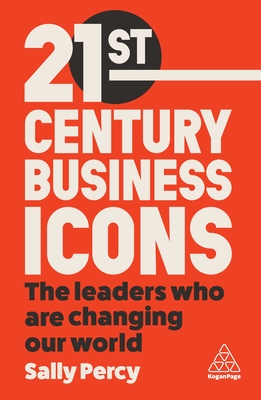 21ST
CENTURY
BUSINESS
ICONS
The leaders who
are changing
our world
Sally Percy
KoganPage